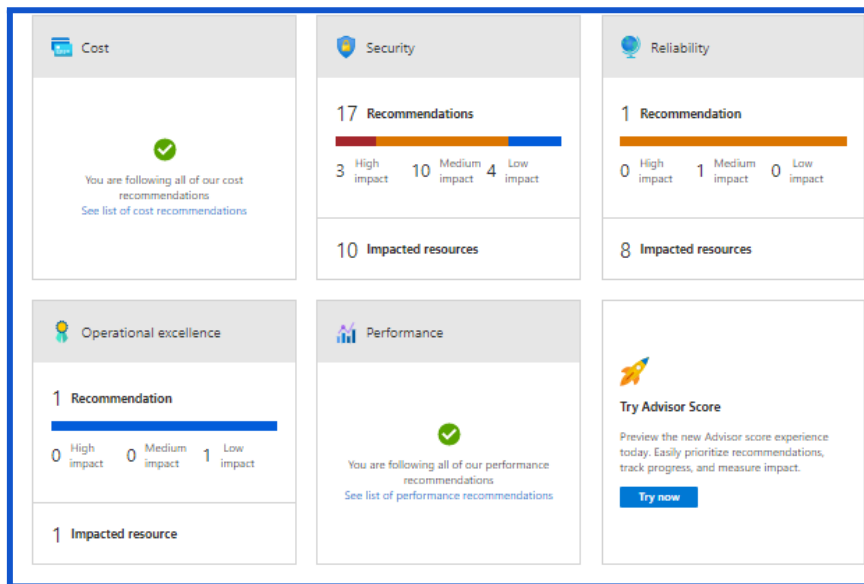 Cost
You are following all of our cost
recommendations
See list of cost recommendations
Security
17 Recommendations
3 High impact 10 Medium impact 4 Low impact
10 Impacted resources
Reliability
1 Recommendation
0 High impact 1 Medium impact 0 Low impact
8 Impacted resources
Operational excellence
1 Recommendation
0 High impact 0 Medium impact 1 Low impact
1 Impacted resource
Performance
You are following all of our performance
recommendations
See list of performance recommendations
Try Advisor Score
Preview the new Advisor score experience
today. Easily prioritize recommendations,
track progress, and measure impact.
Try now